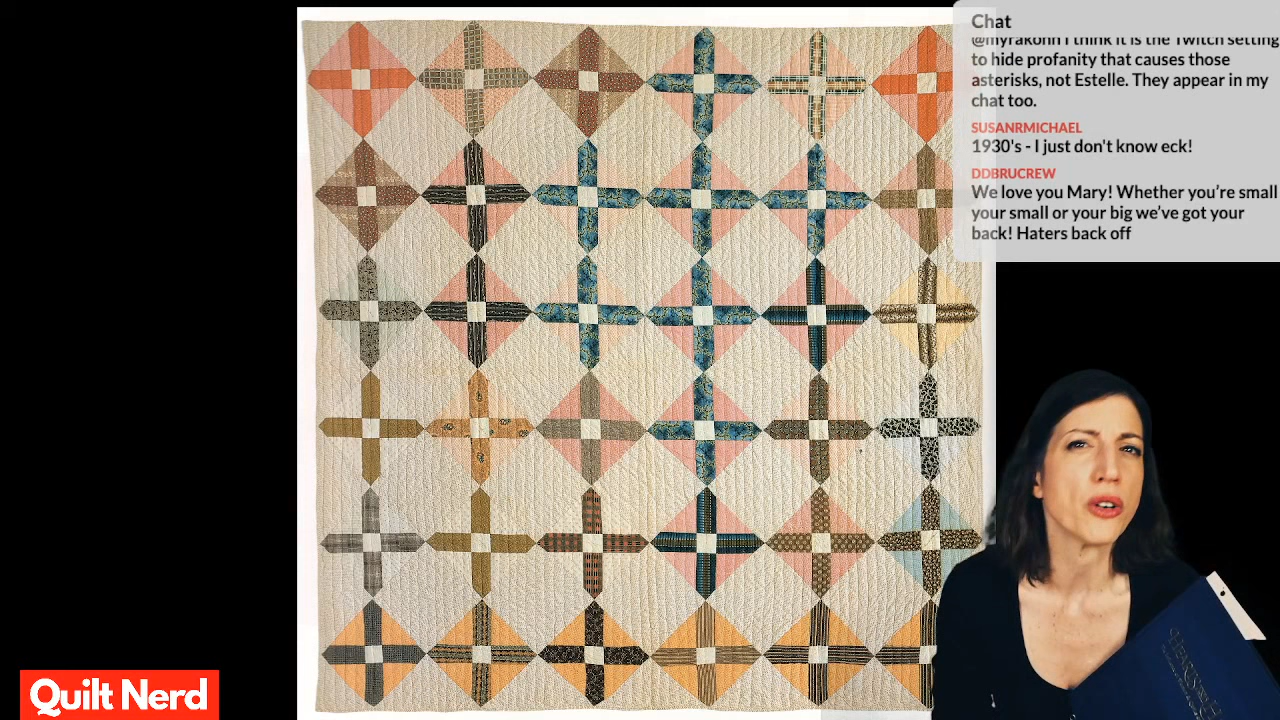 Chat
@myrakohn I think it is the Twitch setting
to hide profanity that causes those
asterisks, not Estelle. They appear in my
chat too.
SUSANRMICHAEL
1930's - I just don't know eck!
DDBRUCREW
We love you Mary! Whether you’re small
your small or your big we’ve got your
back! Haters back off
Quilt Nerd